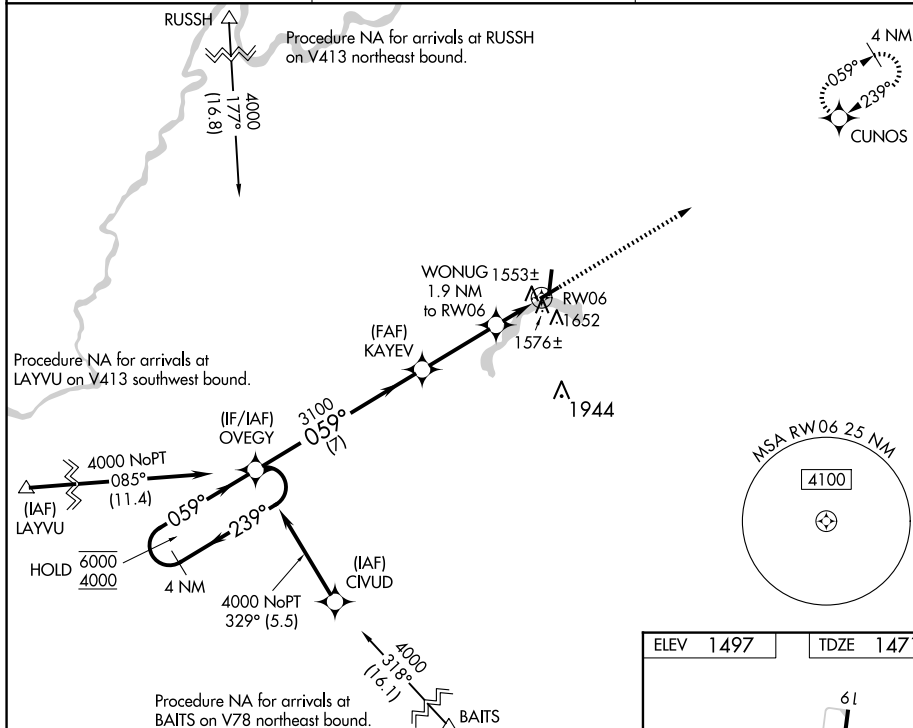 RUSSH
Procedure NA for arrivals at RUSSH
on V413 northeast bound.
4000
177°
(16.8)
4 NM
059°
239°
CUNOS
WONUG
1.9 NM
to RW06
1553±
RW06
1652
1576±
(FAF)
KAYEV
1944
Procedure NA for arrivals at
LAYVU on V413 southwest bound.
(IF/IAF)
OVEGY
3100
059°
(7)
MSA RW06 25 NM
4100
4000 NoPT
085°
(11.4)
(IAF)
LAYVU
059°
239°
HOLD
6000
4000
4 NM
(IAF)
CIVUD
4000 NoPT
329° (5.5)
4000
318°
(16.1)
BAITS
Procedure NA for arrivals at
BAITS on V78 northeast bound.
ELEV 1497
TDZE 147
19